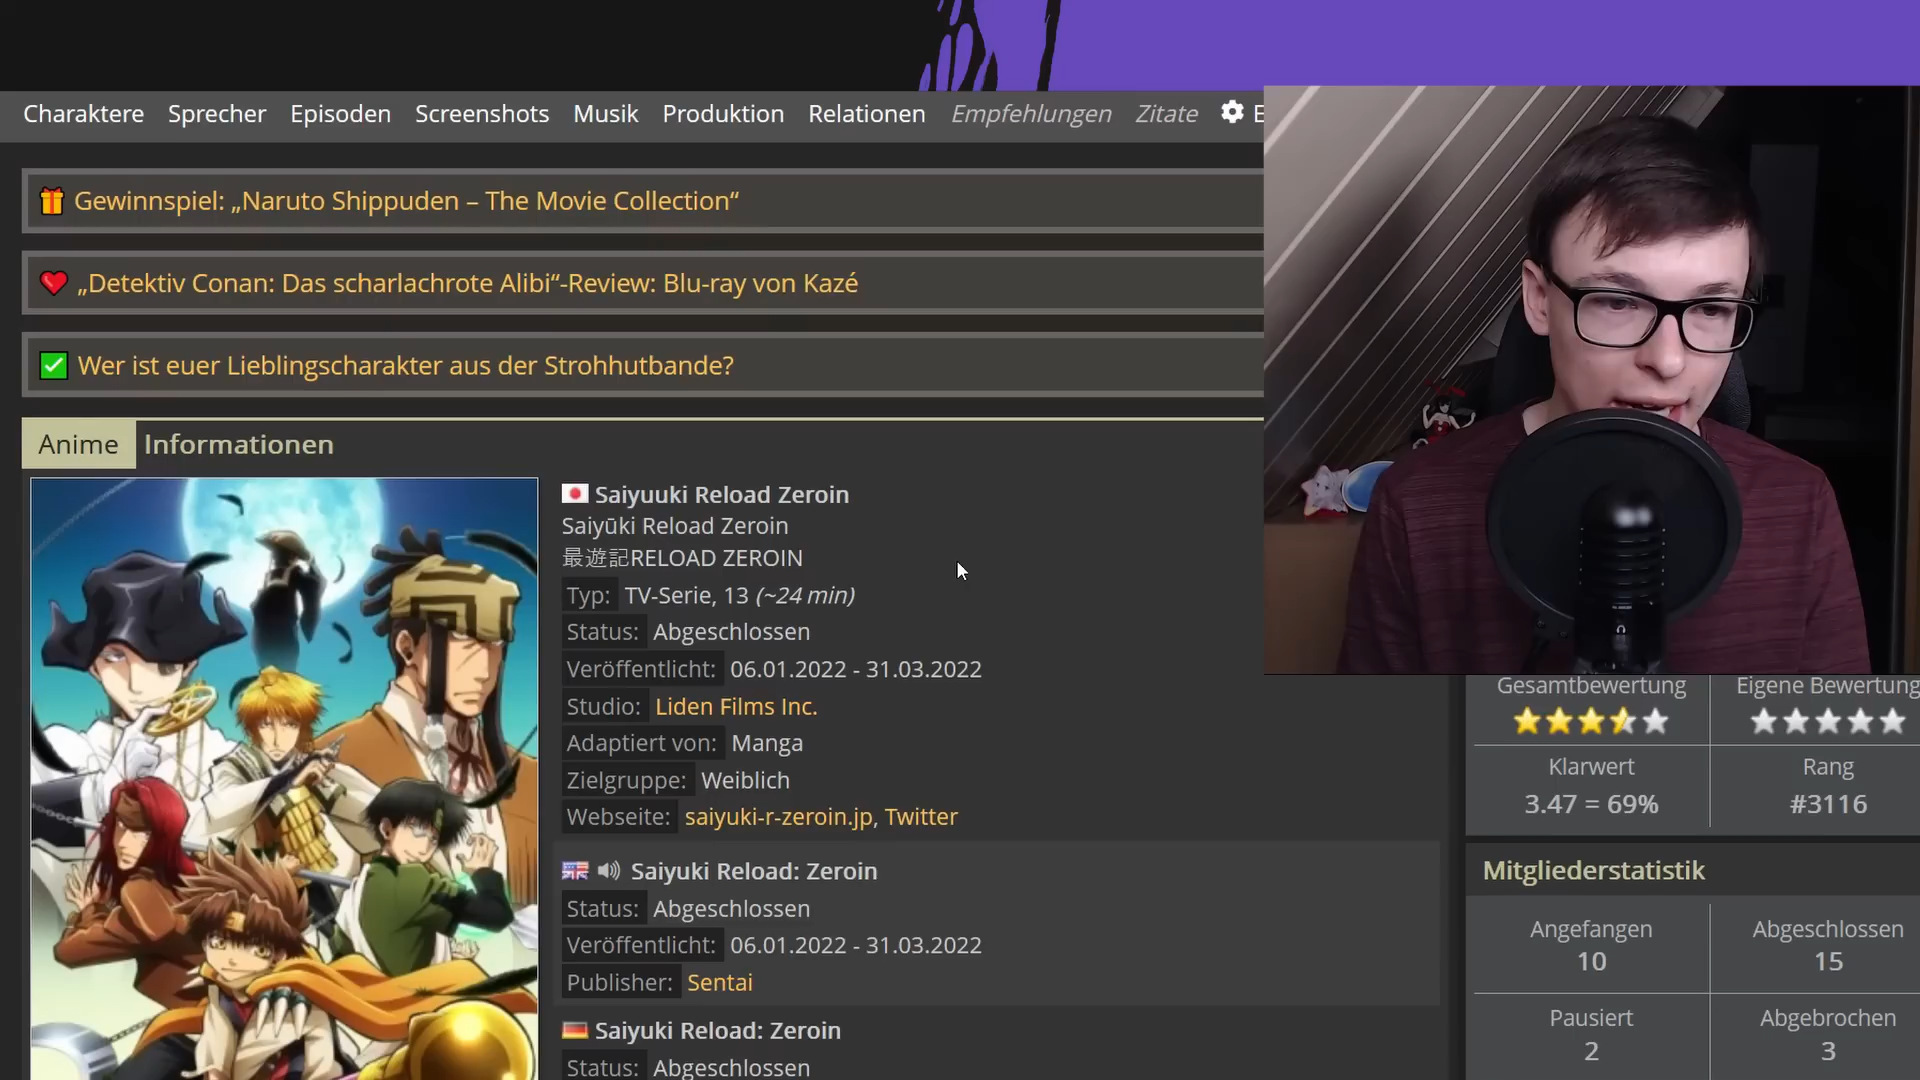 Charaktere Sprecher Episoden Screenshots Musik Produktion Relationen Empfehlungen Zitate E
Gewinnspiel: „Naruto Shippuden – The Movie Collection“
„Detektiv Conan: Das scharlachrote Alibi“-Review: Blu-ray von Kazé
Wer ist euer Lieblingscharakter aus der Strohhutbande?
Anime Informationen
Saiyuuki Reload Zeroin
Saiyūki Reload Zeroin
最遊記RELOAD ZEROIN
Typ: TV-Serie, 13 (~24 min)
Status: Abgeschlossen
Veröffentlicht: 06.01.2022 - 31.03.2022
Studio: Liden Films Inc.
Adaptiert von: Manga
Zielgruppe: Weiblich
Webseite: saiyuki-r-zeroin.jp, Twitter
Saiyuki Reload: Zeroin
Status: Abgeschlossen
Veröffentlicht: 06.01.2022 - 31.03.2022
Publisher: Sentai
Saiyuki Reload: Zeroin
Status: Abgeschlossen
Gesamtbewertung Eigene Bewertung
Klarwert Rang
3.47 = 69% #3116
Mitgliederstatistik
Angefangen Abgeschlossen
10 15
Pausiert Abgebrochen
2 3